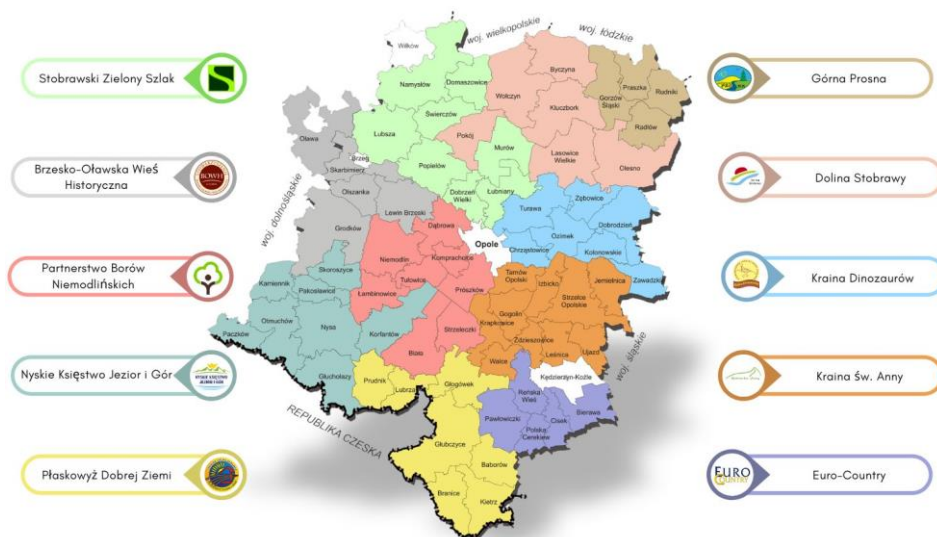 woj. wielkopolskie
woj. łódzkie
Stobrawski Zielony Szlak
Brzesko-Oławska Wieś
Historyczna
BOWH
Partnerstwo Borów
Niemodlińskich
Nyskie Księstwo Jezior i Gór
NYSKIE KSIĘSTWO
JEZIOR I GÓR
Płaskowyż Dobrej Ziemi
Wilków
Namysłów
Domaszowice
Świerczów
Lubsza
Pokój
Popielów
Dobrzeń
Wielki
Murów
Łubniany
Wołczyn
Byczyna
Kluczbork
Lasowice
Wielkie
Olesno
Gorzów
Śląski
Praszka
Rudniki
Radłów
Oława
Brzeg
Skarbimierz
Olszanka
Lewin Brzeski
Grodków
woj. dolnośląskie
Dąbrowa
Niemodlin
Komprachcice
Tułowice
Łambinowice
Prószków
Strzeleczki
Biała
Opole
Turawa
Zębowice
Dobrodzień
Ozimek
Chrząstowice
Kolonowskie
Zawadzkie
Tarnów
Opolski
Izbicko
Strzelce
Opolskie
Jemielnica
Gogolin
Krapkowice
Zdzieszowice
Leśnica
Ujazd
Walce
Kędzierzyn-Koźle
woj. śląskie
Skoroszyce
Kamiennik
Pakosławice
Otmuchów
Nysa
Paczków
Korfantów
Głuchołazy
REPUBLIKA CZESKA
Prudnik
Lubrza
Głogówek
Głubczyce
Baborów
Branice
Kietrz
Reńska
Wieś
Pawłowiczki
Cisek
Bierawa
Polska
Cerekiew
Górna Prosna
Dolina Stobrawy
Kraina Dinozaurów
Kraina św. Anny
EURO
COUNTRY
Euro-Country